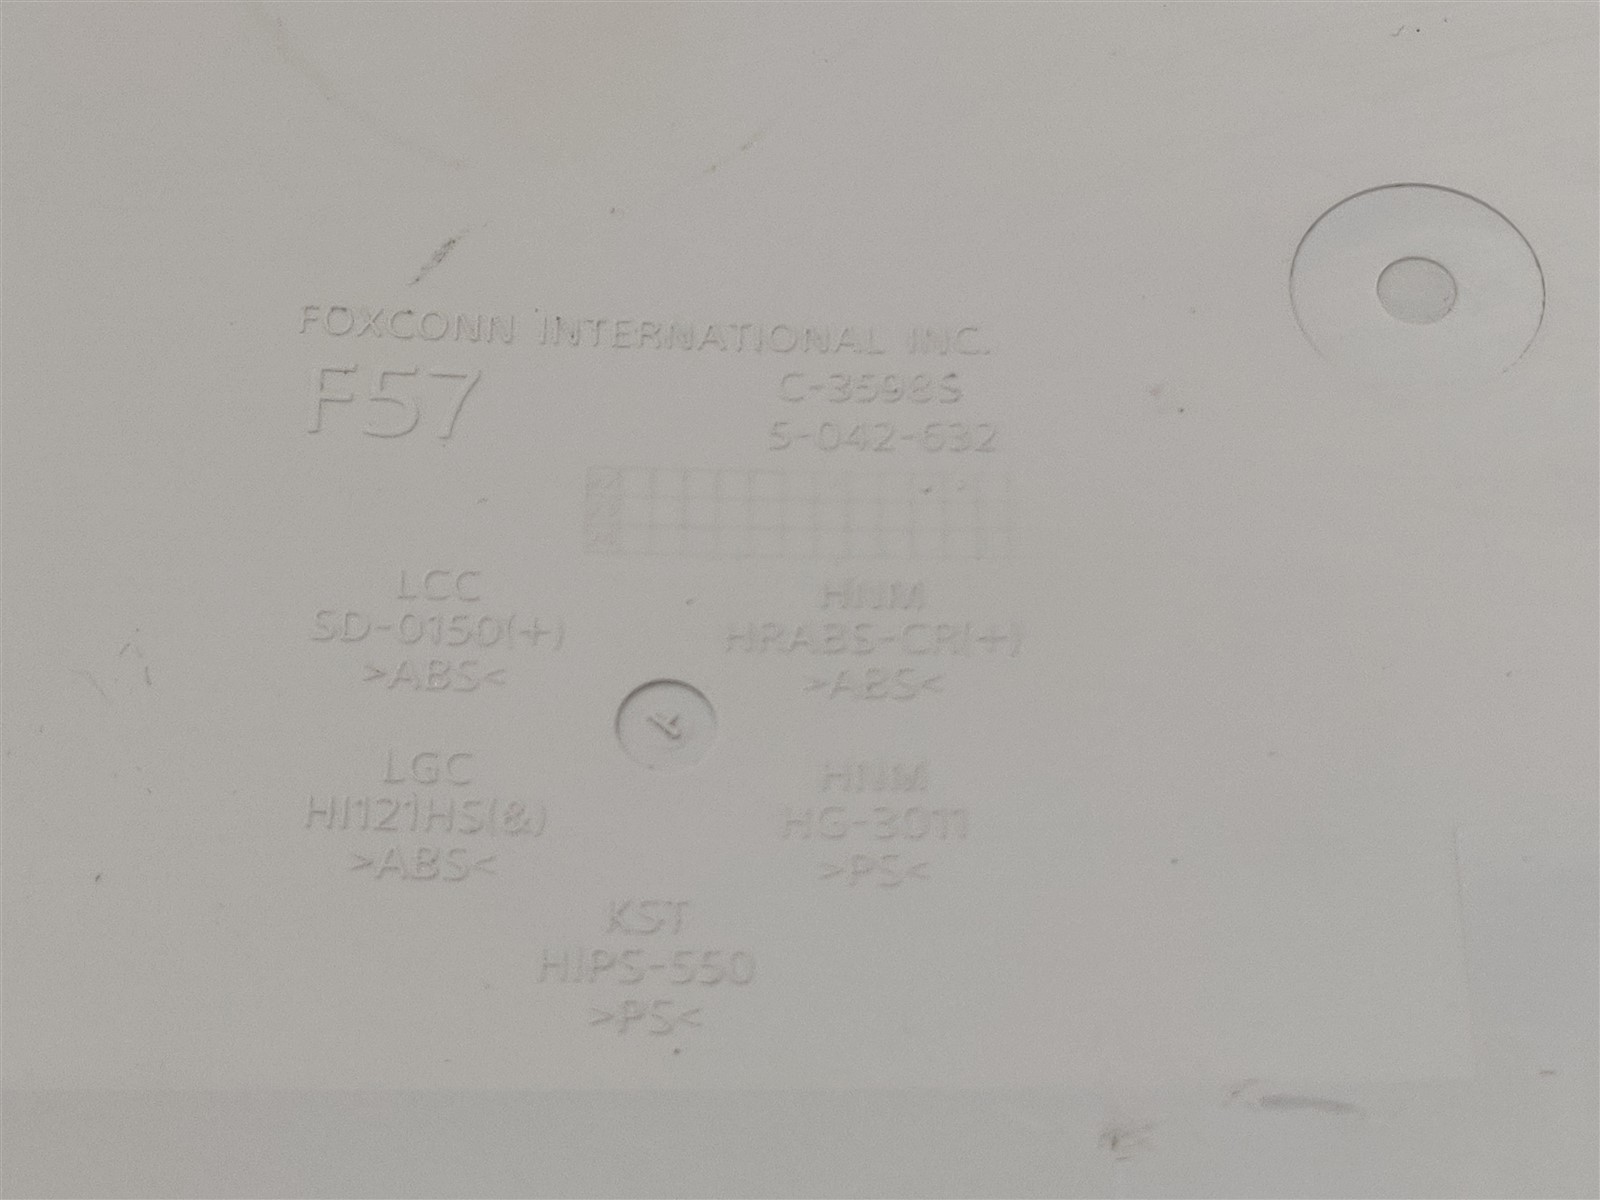 FOXCONN INTERNATIONAL INC.
F57
C-3598S
5-042-632
LCC
SD-0150(+)
>ABS<
HNM
HRABS-CR(+)
>ABS<
LGC
HI121HS(&)
>ABS<
HNM
HG-3011
>PS<
KST
HIPS-550
>PS<